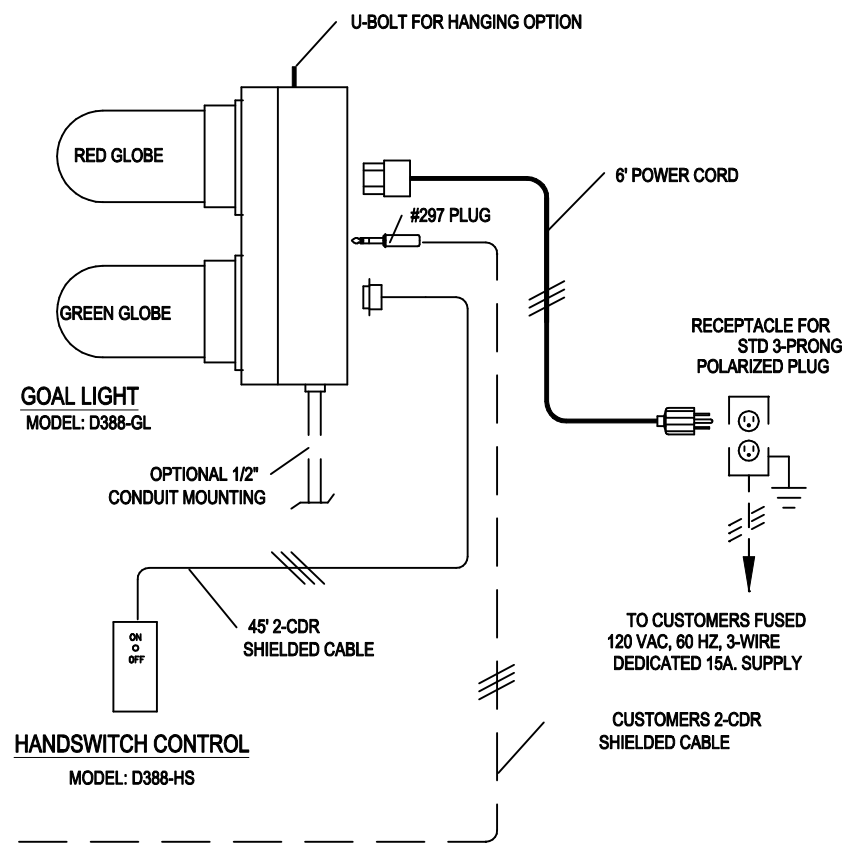 U-BOLT FOR HANGING OPTION
RED GLOBE
6' POWER CORD
#297 PLUG
GREEN GLOBE
RECEPTACLE FOR
STD 3-PRONG
POLARIZED PLUG
GOAL LIGHT
MODEL: D388-GL
OPTIONAL 1/2"
CONDUIT MOUNTING
45' 2-CDR
SHIELDED CABLE
ON
OFF
TO CUSTOMERS FUSED
120 VAC, 60 HZ, 3-WIRE
DEDICATED 15A. SUPPLY
CUSTOMERS 2-CDR
SHIELDED CABLE
HANDSWITCH CONTROL
MODEL: D388-HS